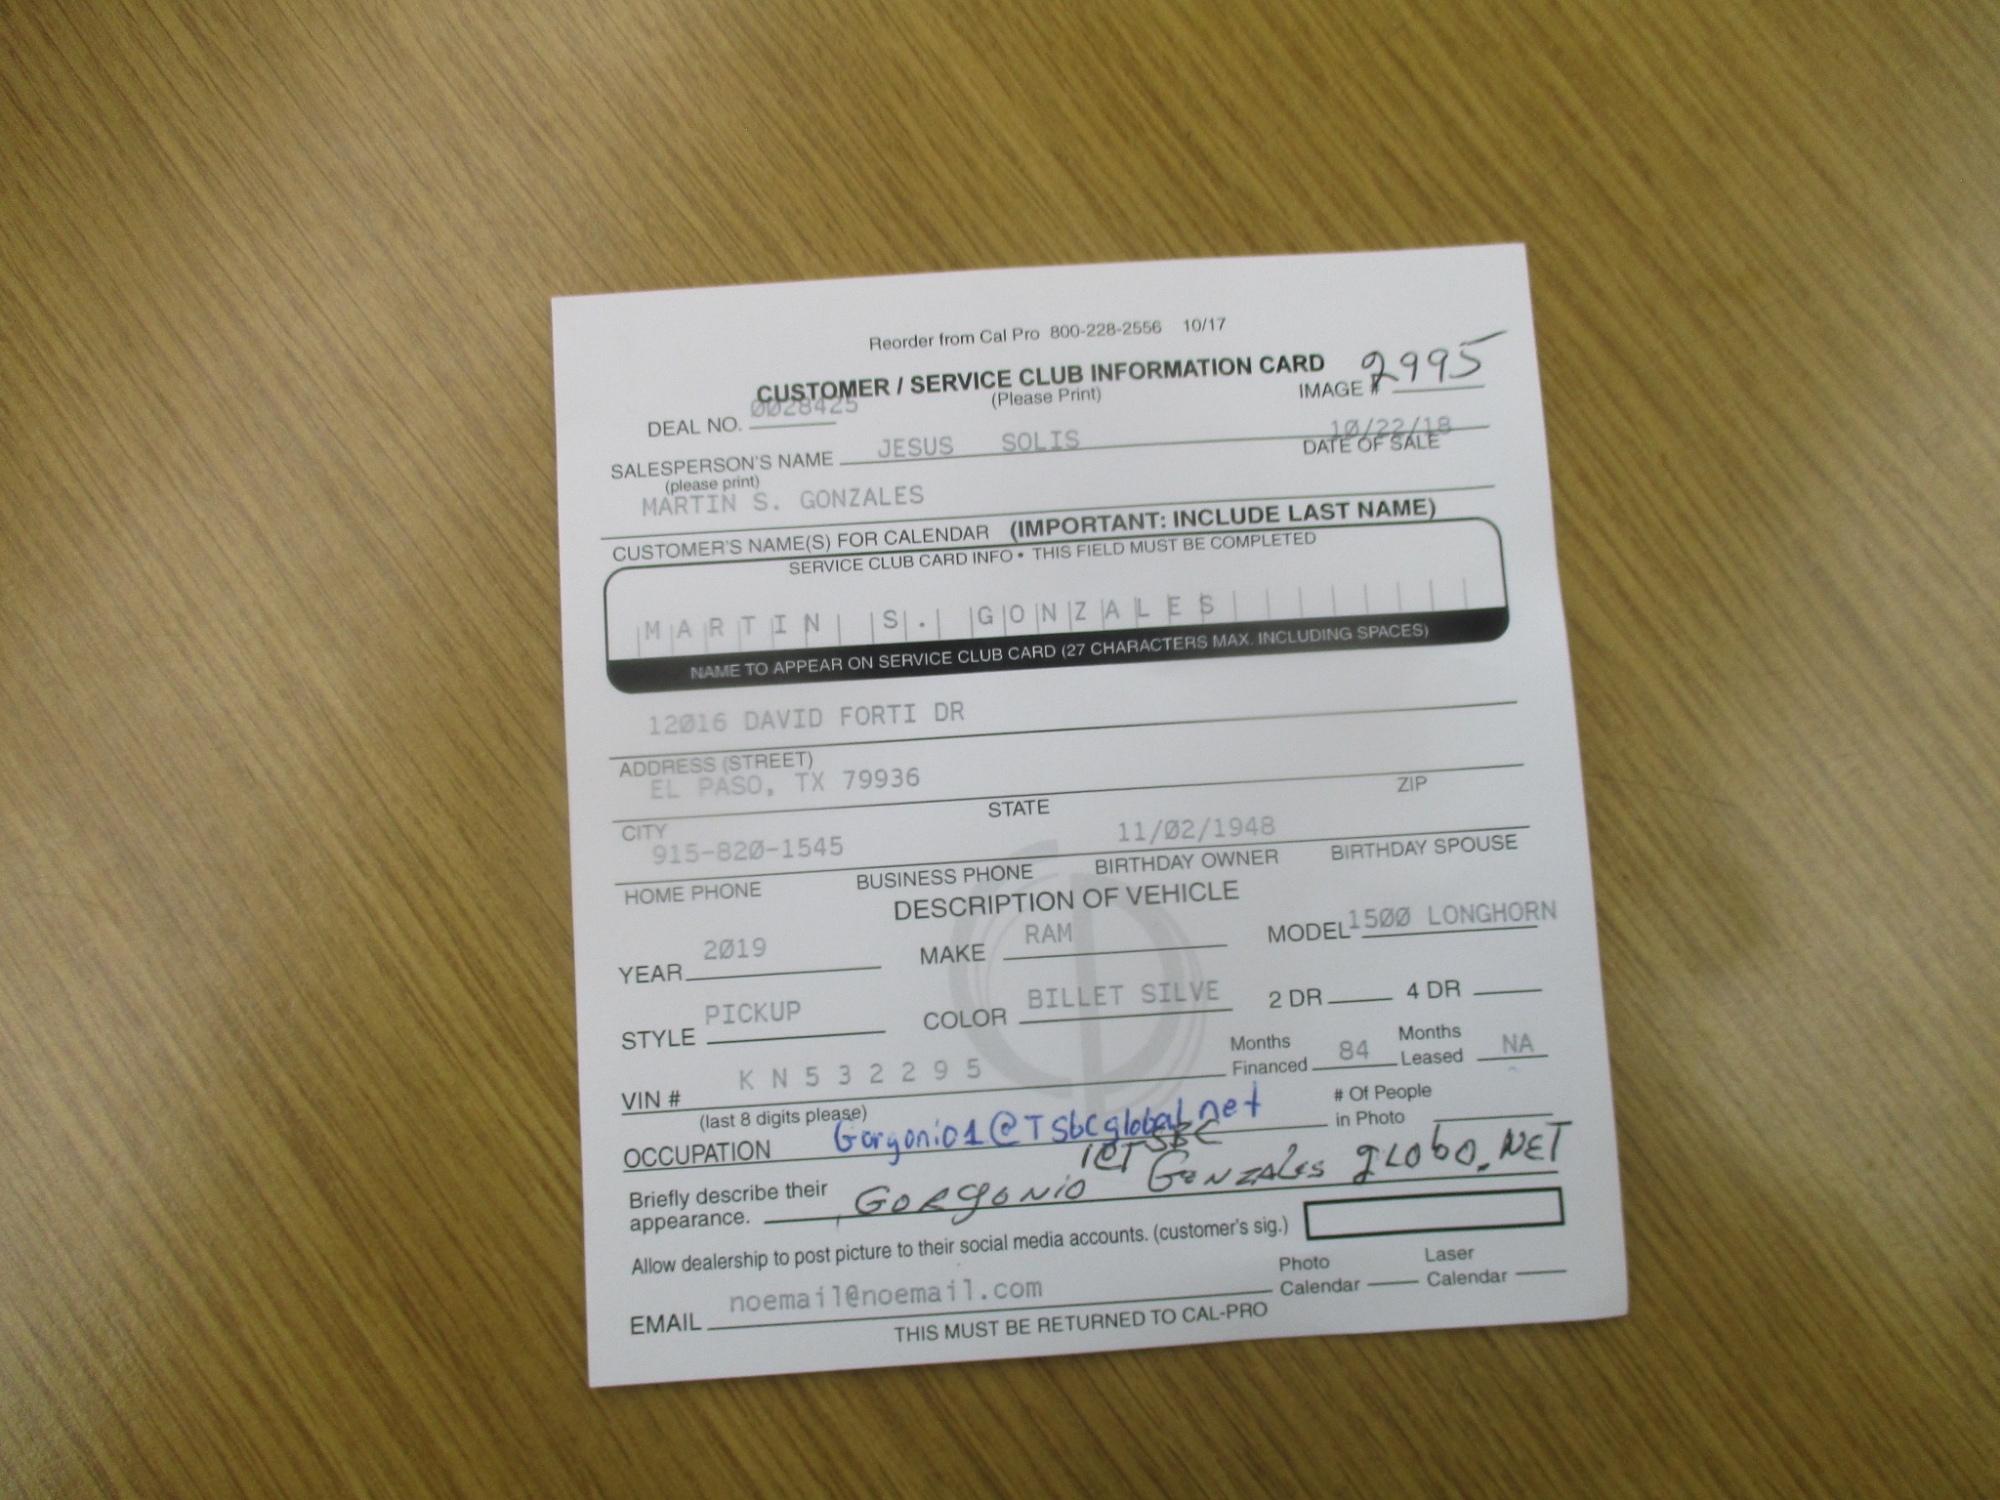 Reorder from Cal Pro 800-228-2556 10/17
CUSTOMER / SERVICE CLUB INFORMATION CARD
(Please Print)
IMAGE # 2995
DEAL NO. 0028425
SALESPERSON'S NAME JESUS SOLIS
(please print)
10/22/18
DATE OF SALE
MARTIN S. GONZALES
CUSTOMER'S NAME(S) FOR CALENDAR (IMPORTANT: INCLUDE LAST NAME)
SERVICE CLUB CARD INFO • THIS FIELD MUST BE COMPLETED
MARTIN S. GONZALES
NAME TO APPEAR ON SERVICE CLUB CARD (27 CHARACTERS MAX. INCLUDING SPACES)
12016 DAVID FORTI DR
ADDRESS (STREET)
EL PASO, TX 79936
CITY STATE ZIP
915-820-1545 11/02/1948
HOME PHONE BUSINESS PHONE BIRTHDAY OWNER BIRTHDAY SPOUSE
DESCRIPTION OF VEHICLE
YEAR 2019 MAKE RAM MODEL 1500 LONGHORN
STYLE PICKUP COLOR BILLET SILVE 2 DR 4 DR
VIN # K N 5 3 2 2 9 5 Months Financed 84 Months Leased NA
(last 8 digits please)
OCCUPATION Gorgonio1@Tsbcglobal.net # Of People in Photo
Briefly describe their appearance. GORGONIO GONZALES GLOBO.NET
Allow dealership to post picture to their social media accounts. (customer's sig.)
EMAIL noemail@noemail.com Photo Calendar Laser Calendar
THIS MUST BE RETURNED TO CAL-PRO